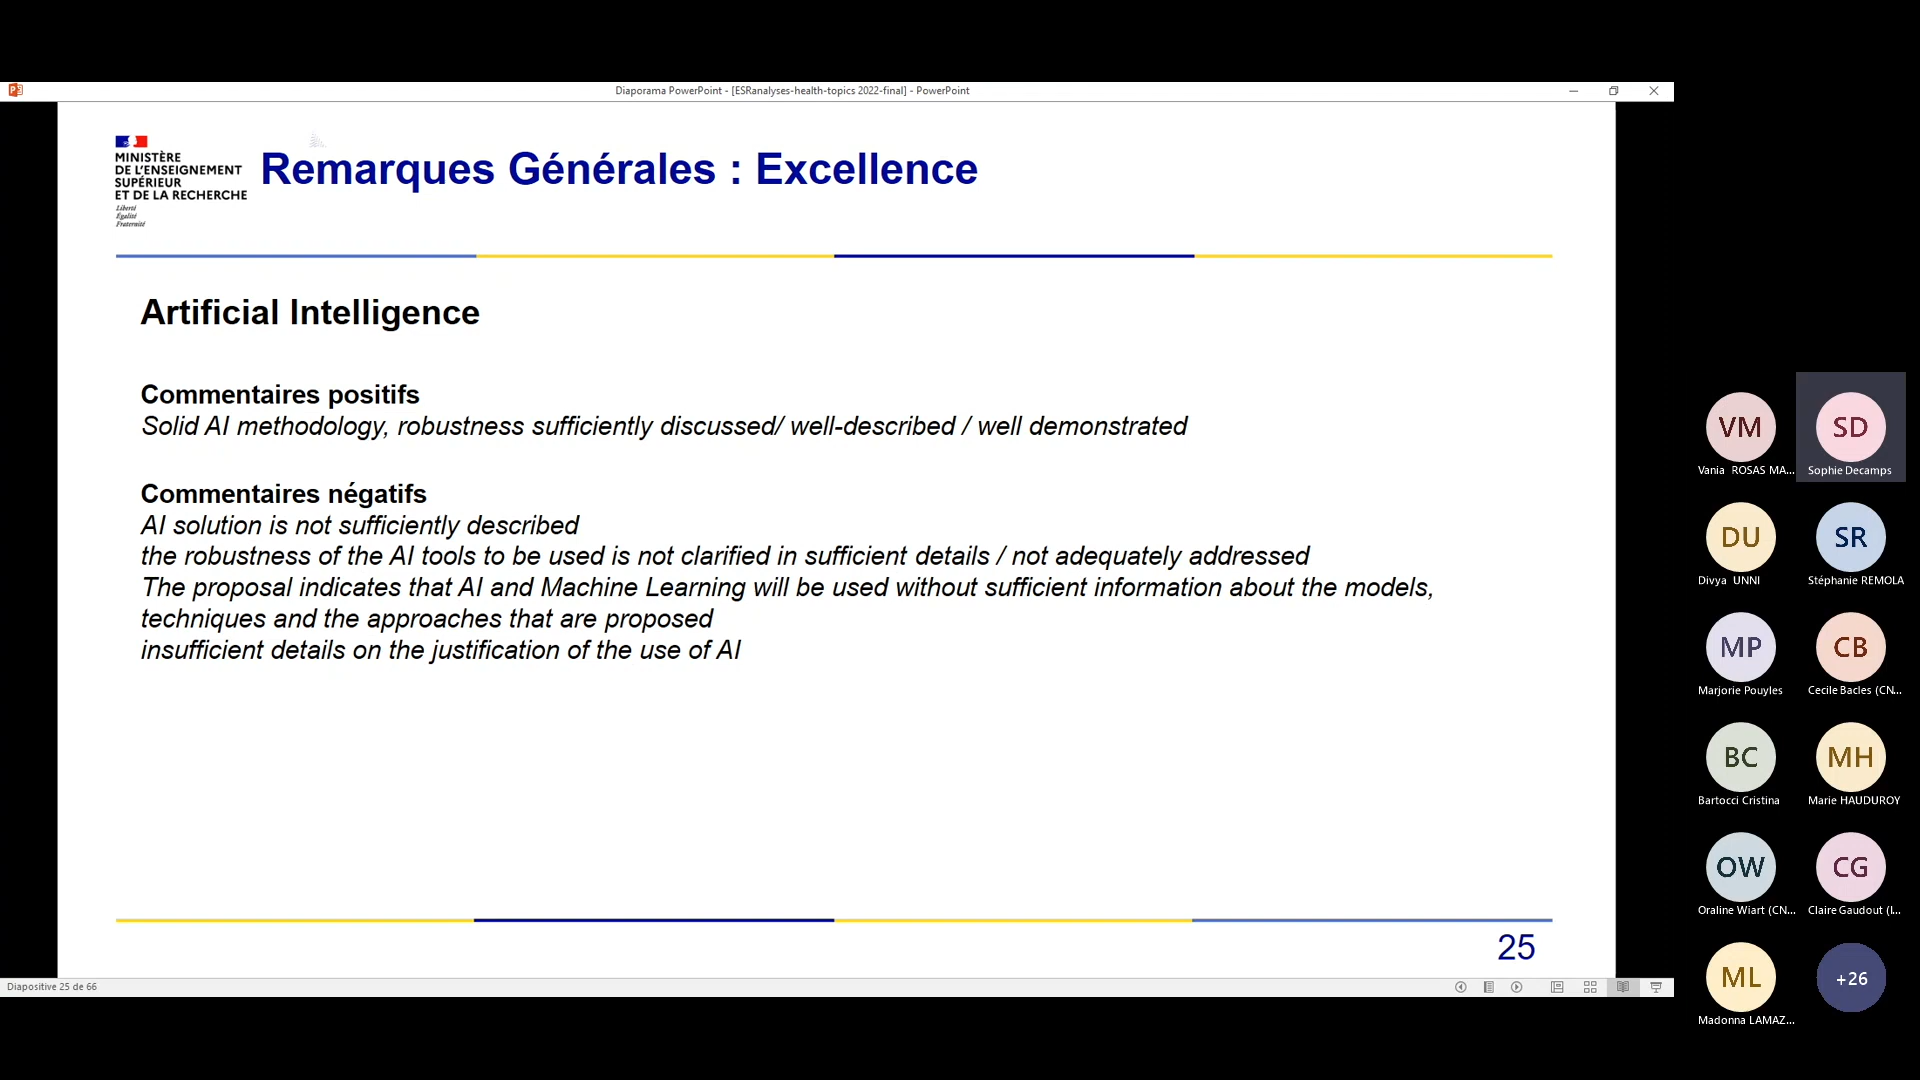 Diaporama PowerPoint - [ESRanalyses-health-topics 2022-final] - PowerPoint
MINISTÈRE
DE L'ENSEIGNEMENT
SUPÉRIEUR
ET DE LA RECHERCHE
Liberté
Égalité
Fraternité
Remarques Générales : Excellence
Artificial Intelligence
Commentaires positifs
Solid AI methodology, robustness sufficiently discussed/ well-described / well demonstrated
Commentaires négatifs
AI solution is not sufficiently described
the robustness of the AI tools to be used is not clarified in sufficient details / not adequately addressed
The proposal indicates that AI and Machine Learning will be used without sufficient information about the models,
techniques and the approaches that are proposed
insufficient details on the justification of the use of AI
25
Diapositive 25 de 66
VM
Vania ROSAS MA...
SD
Sophie Decamps
DU
Divya UNNI
SR
Stéphanie REMOLA
MP
Marjorie Pouyles
CB
Cecile Bacles (CN...
BC
Bartocci Cristina
MH
Marie HAUDUROY
OW
Oraline Wiart (CN...
CG
Claire Gaudout (I...
ML
Madonna LAMAZ...
+26